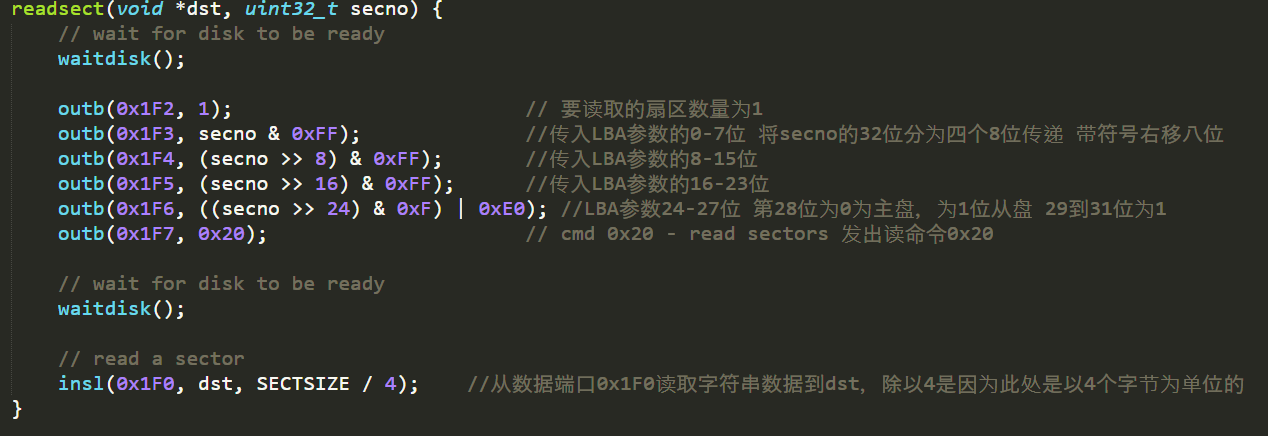 readsect(void *dst, uint32_t secno) {
// wait for disk to be ready
waitdisk();
outb(0x1F2, 1); // 要读取的扇区数量为1
outb(0x1F3, secno & 0xFF); //传入LBA参数的0-7位 将secno的32位分为四个8位传递 带符号右移八位
outb(0x1F4, (secno >> 8) & 0xFF); //传入LBA参数的8-15位
outb(0x1F5, (secno >> 16) & 0xFF); //传入LBA参数的16-23位
outb(0x1F6, ((secno >> 24) & 0xF) | 0xE0); //LBA参数24-27位 第28位为0为主盘，为1位从盘 29到31位为1
outb(0x1F7, 0x20); // cmd 0x20 - read sectors 发出读命令0x20
// wait for disk to be ready
waitdisk();
// read a sector
insl(0x1F0, dst, SECTSIZE / 4); //从数据端口0x1F0读取字符串数据到dst，除以4是因为此处是以4个字节为单位的
}